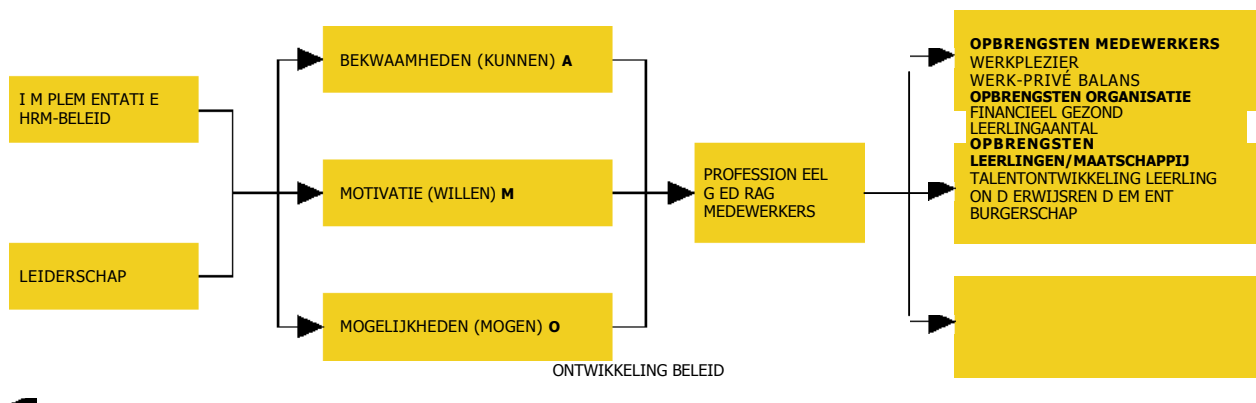 I M PLEM ENTATI E
HRM-BELEID
LEIDERSCHAP
BEKWAAMHEDEN (KUNNEN) A
MOTIVATIE (WILLEN) M
MOGELIJKHEDEN (MOGEN) O
ONTWIKKELING BELEID
PROFESSION EEL
G ED RAG
MEDEWERKERS
OPBRENGSTEN MEDEWERKERS
WERKPLEZIER
WERK-PRIVÉ BALANS
OPBRENGSTEN ORGANISATIE
FINANCIEEL GEZOND
LEERLINGAANTAL
OPBRENGSTEN
LEERLINGEN/MAATSCHAPPIJ
TALENTONTWIKKELING LEERLING
ON D ERWIJSREN D EM ENT
BURGERSCHAP